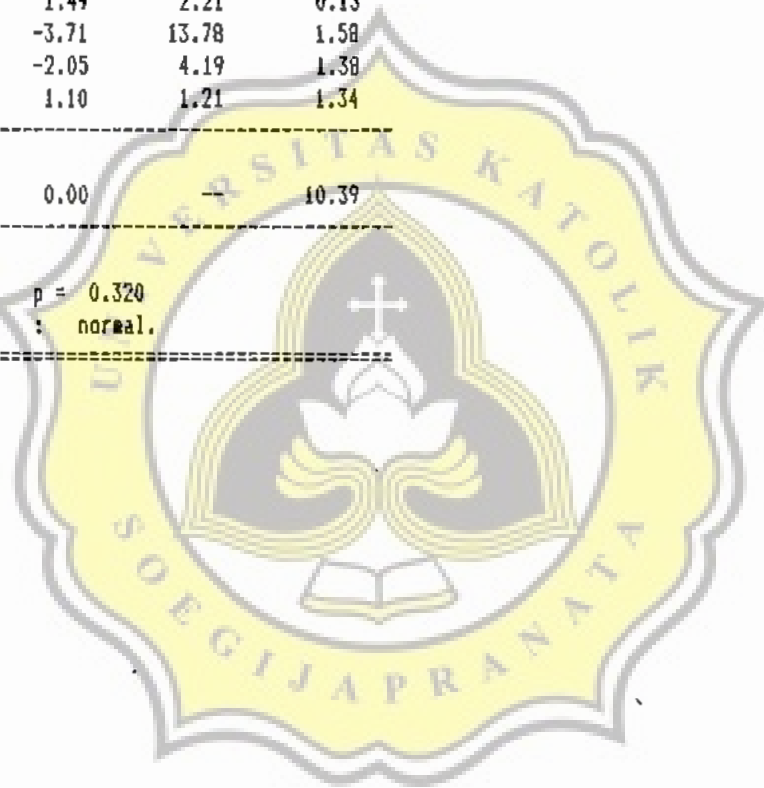 1.49 2.21 0.13
-3.71 13.78 1.58
-2.05 4.19 1.38
1.10 1.21 1.34
0.00 -- 10.39
p = 0.320
: normal.
UNIVERSITAS KATOLIK
SOEGIJAPRANATA